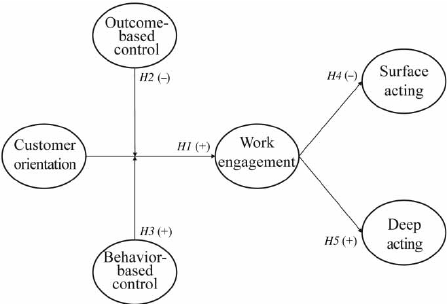 Outcome-
based
control
H2 (–)
H4 (–)
Surface
acting
Customer
orientation
H1 (+)
Work
engagement
H3 (+)
H5 (+)
Deep
acting
Behavior-
based
control